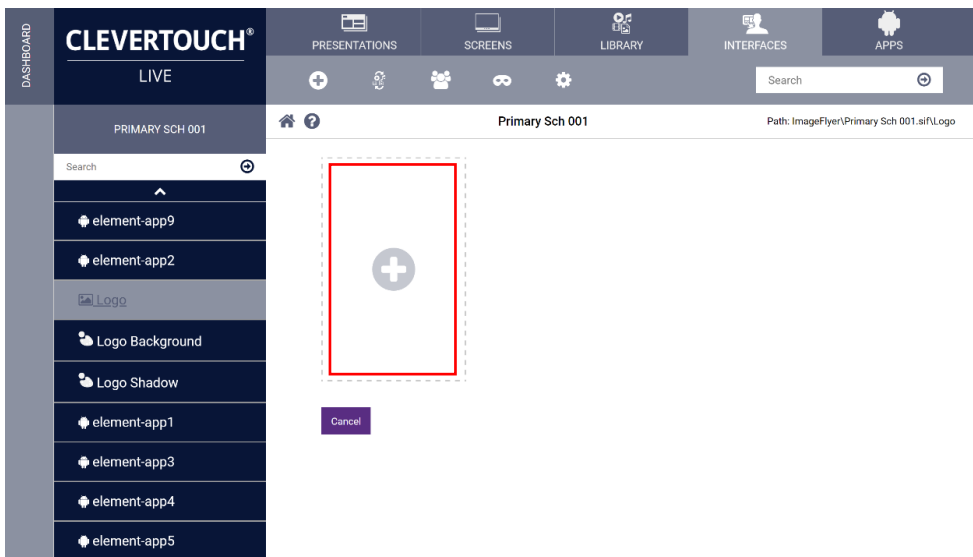 DASHBOARD
CLEVERTOUCH®
LIVE
PRESENTATIONS
SCREENS
LIBRARY
INTERFACES
APPS
Search
PRIMARY SCH 001
Primary Sch 001
Path: ImageFlyer\Primary Sch 001.sif\Logo
Search
element-app9
element-app2
Logo
Logo Background
Logo Shadow
element-app1
element-app3
element-app4
element-app5
Cancel